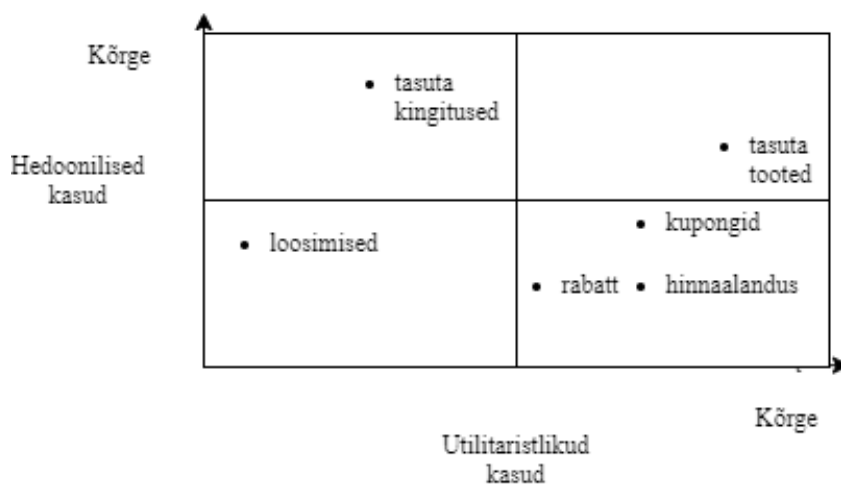 Kõrge
tasuta
kingitused
tasuta
tooted
Hedoonilised
kasud
kupongid
loosimised
rabatt
hinnaalandus
Kõrge
Utilitaristlikud
kasud